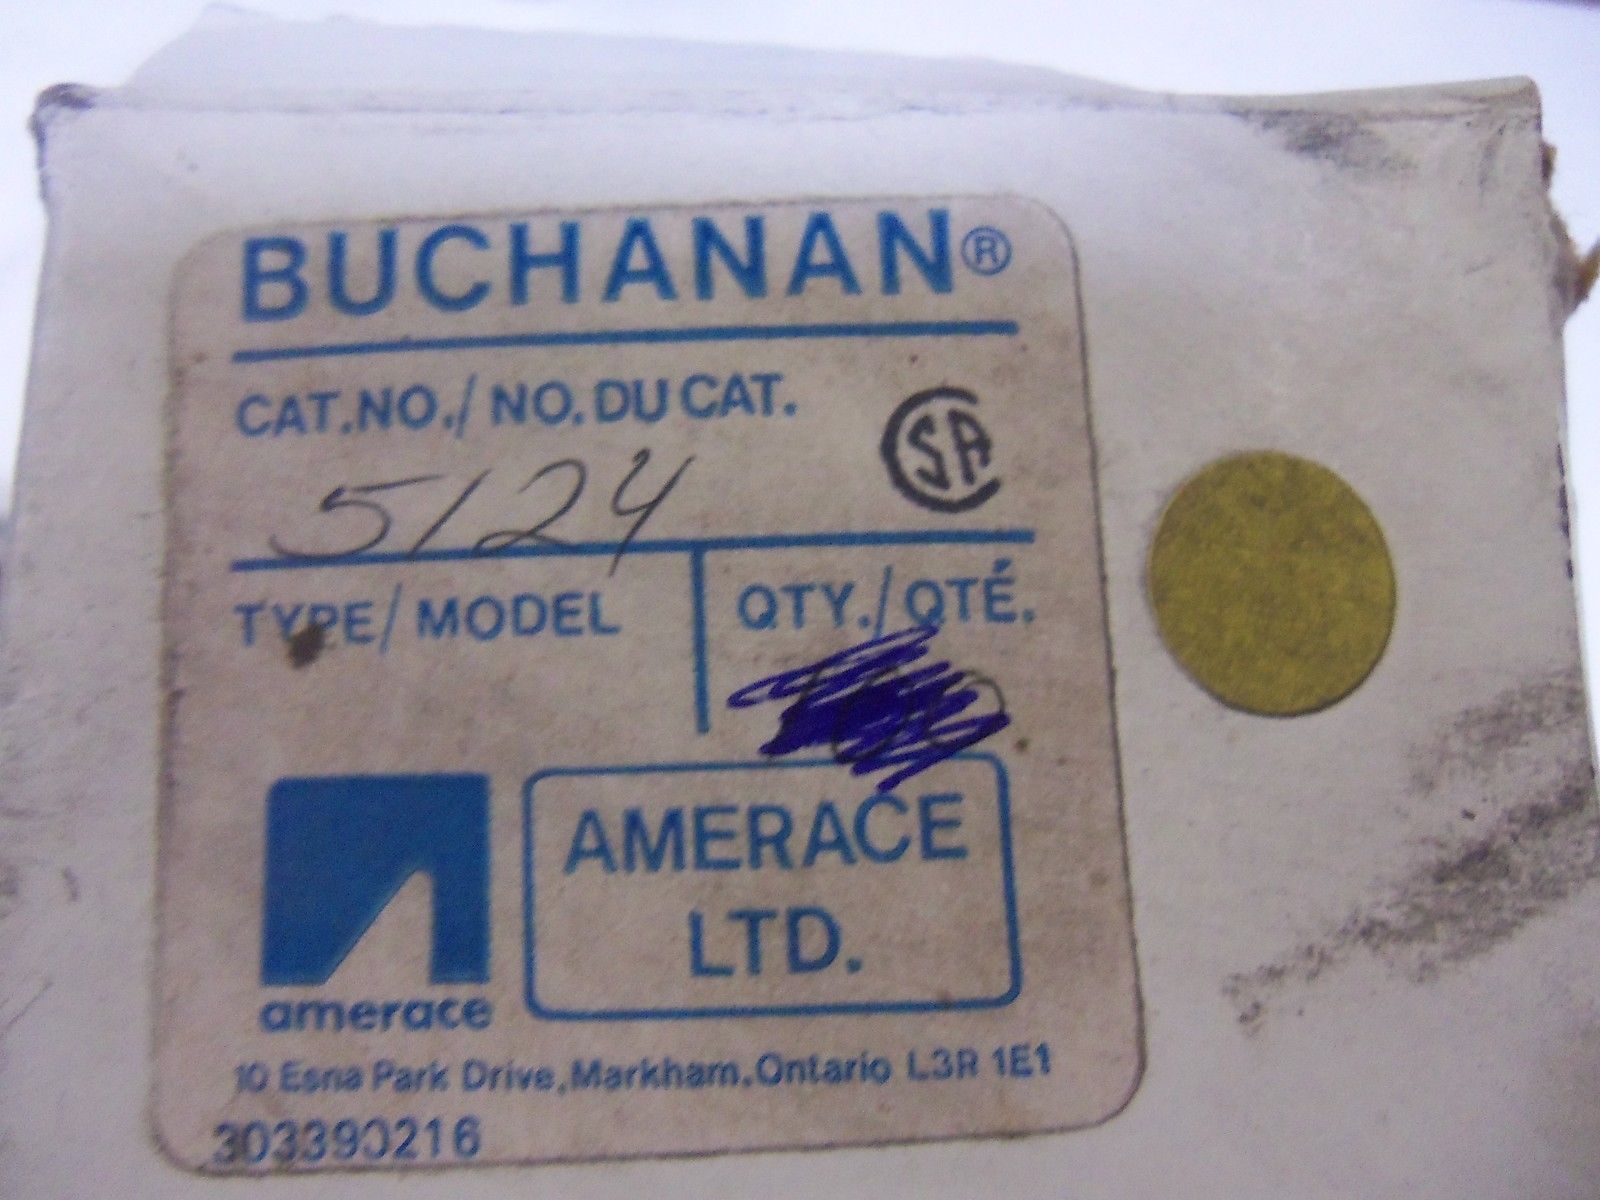 BUCHANAN®
CAT.NO./NO.DU CAT.
5124
CSA
TYPE/MODEL
QTY./QTÉ.
AMERACE
LTD.
amerace
10 Esna Park Drive,Markham.Ontario L3R 1E1
303390216